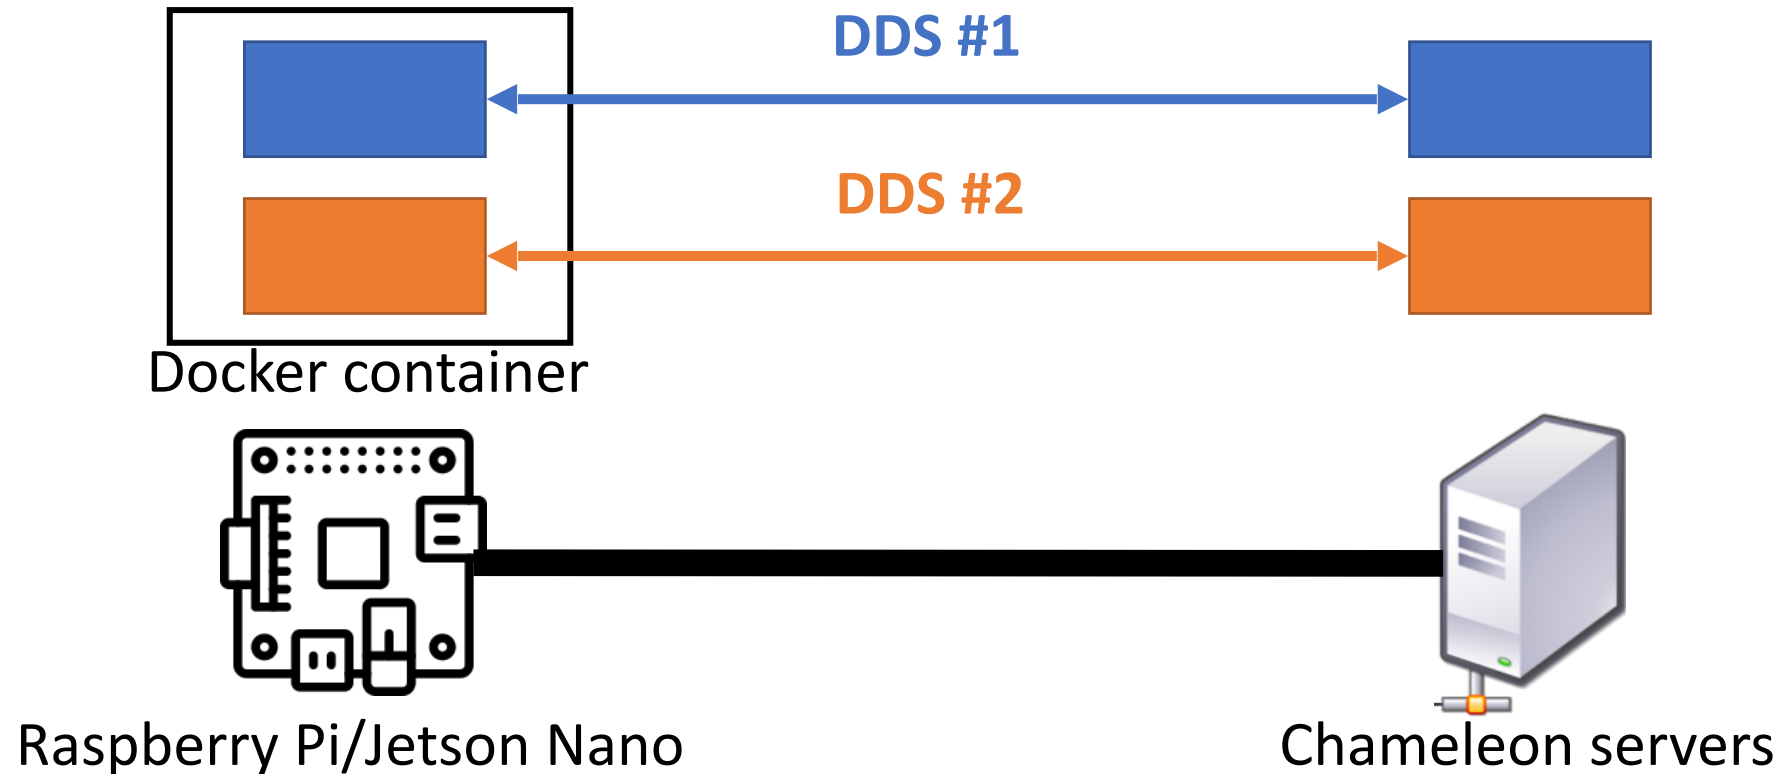 DDS #1
DDS #2
Docker container
Raspberry Pi/Jetson Nano
Chameleon servers